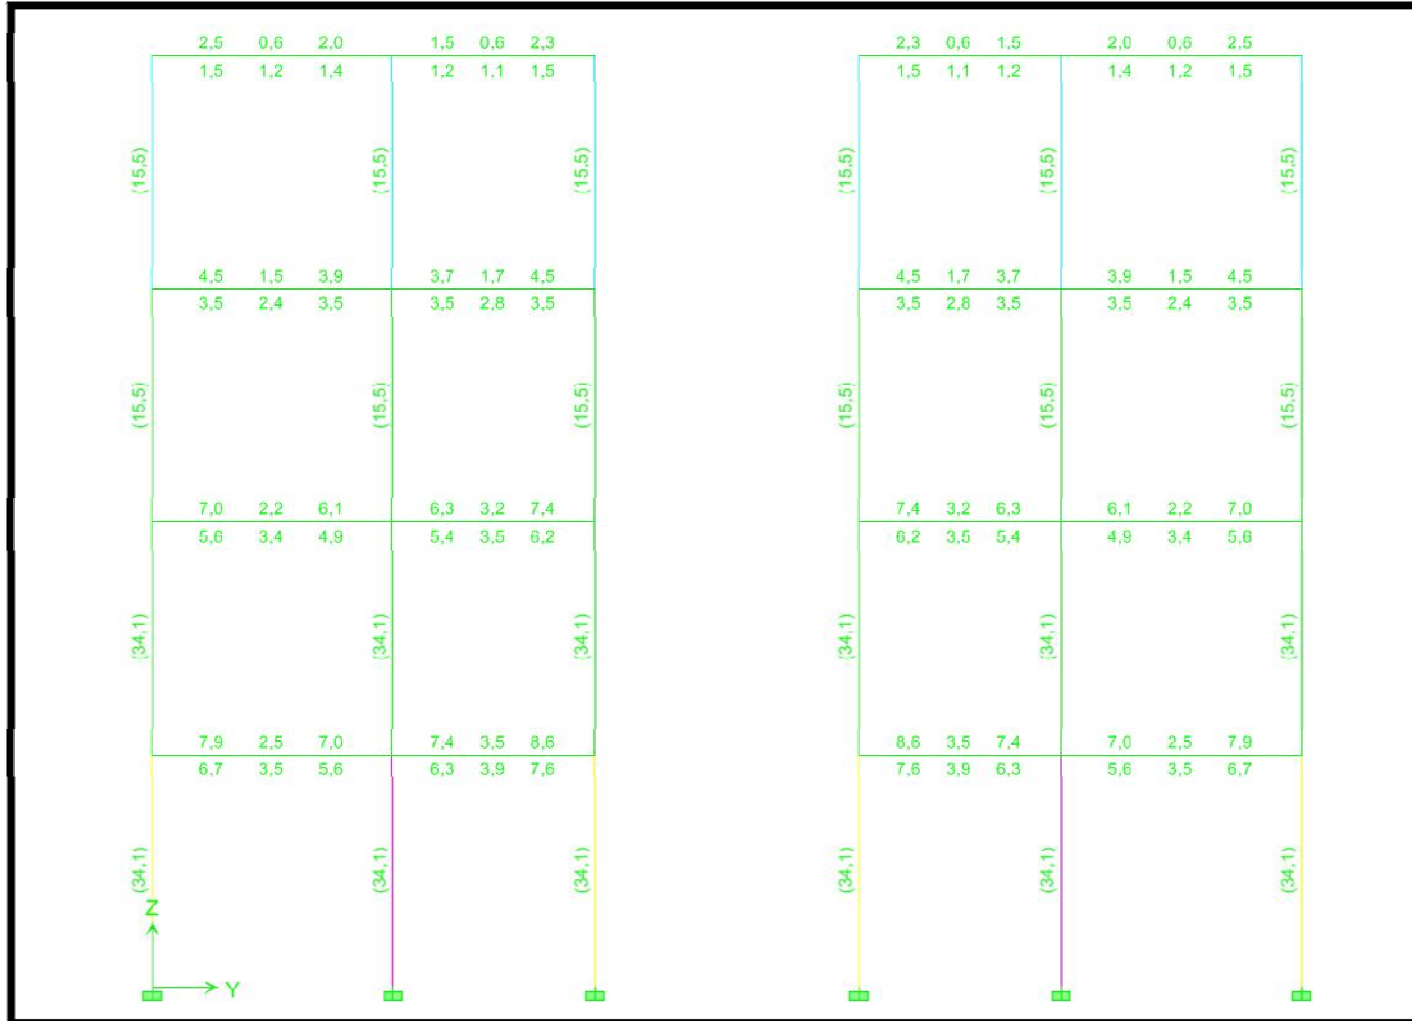 2,5 0,6 2,0 1,5 0,6 2,3 2,3 0,6 1,5 2,0 0,6 2,5
1,5 1,2 1,4 1,2 1,1 1,5 1,5 1,1 1,2 1,4 1,2 1,5
(15,5) (15,5) (15,5) (15,5) (15,5) (15,5)
4,5 1,5 3,9 3,7 1,7 4,5 4,5 1,7 3,7 3,9 1,5 4,5
3,5 2,4 3,5 3,5 2,8 3,5 3,5 2,8 3,5 3,5 2,4 3,5
(15,5) (15,5) (15,5) (15,5) (15,5) (15,5)
7,0 2,2 6,1 6,3 3,2 7,4 7,4 3,2 6,3 6,1 2,2 7,0
5,6 3,4 4,9 5,4 3,5 6,2 6,2 3,5 5,4 4,9 3,4 5,6
(34,1) (34,1) (34,1) (34,1) (34,1) (34,1)
7,9 2,5 7,0 7,4 3,5 8,6 8,6 3,5 7,4 7,0 2,5 7,9
6,7 3,5 5,6 6,3 3,9 7,6 7,6 3,9 6,3 5,6 3,5 6,7
(34,1) (34,1) (34,1) (34,1) (34,1) (34,1)
Z
Y